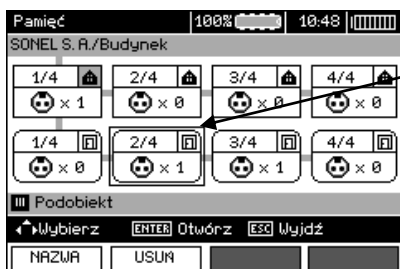 Pamięć 100% 10:48
SONEL S.A./Budynek
1/4 2/4 3/4 4/4
× 1 × 0 × 0 × 0
1/4 2/4 3/4 4/4
× 0 × 1 × 1 × 0
Podobiekt
Wybierz ENTER Otwórz ESC Wyjdź
NAZWA USUŃ